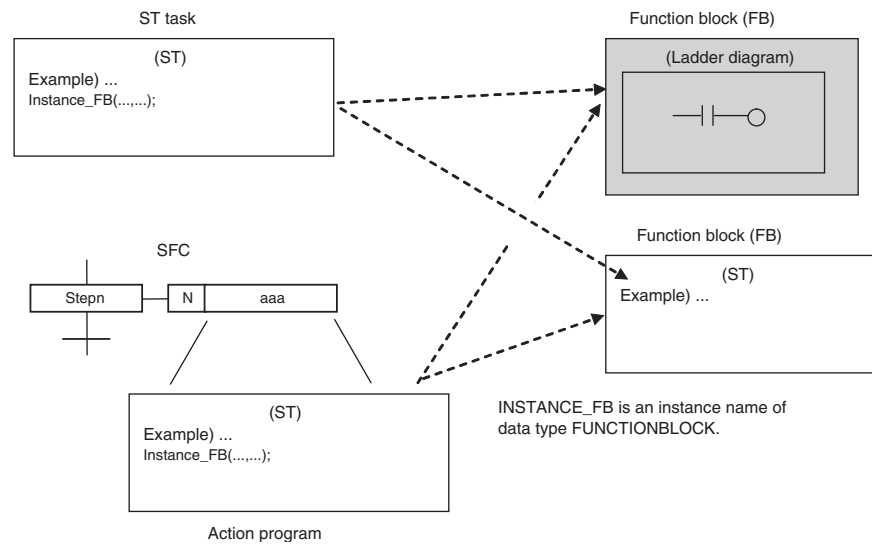 ST task
(ST)
Example) ...
Instance_FB(...,...);
Function block (FB)
(Ladder diagram)
SFC
Stepn
N
aaa
Function block (FB)
(ST)
Example) ...
(ST)
Example) ...
Instance_FB(...,...);
Action program
INSTANCE_FB is an instance name of
data type FUNCTIONBLOCK.